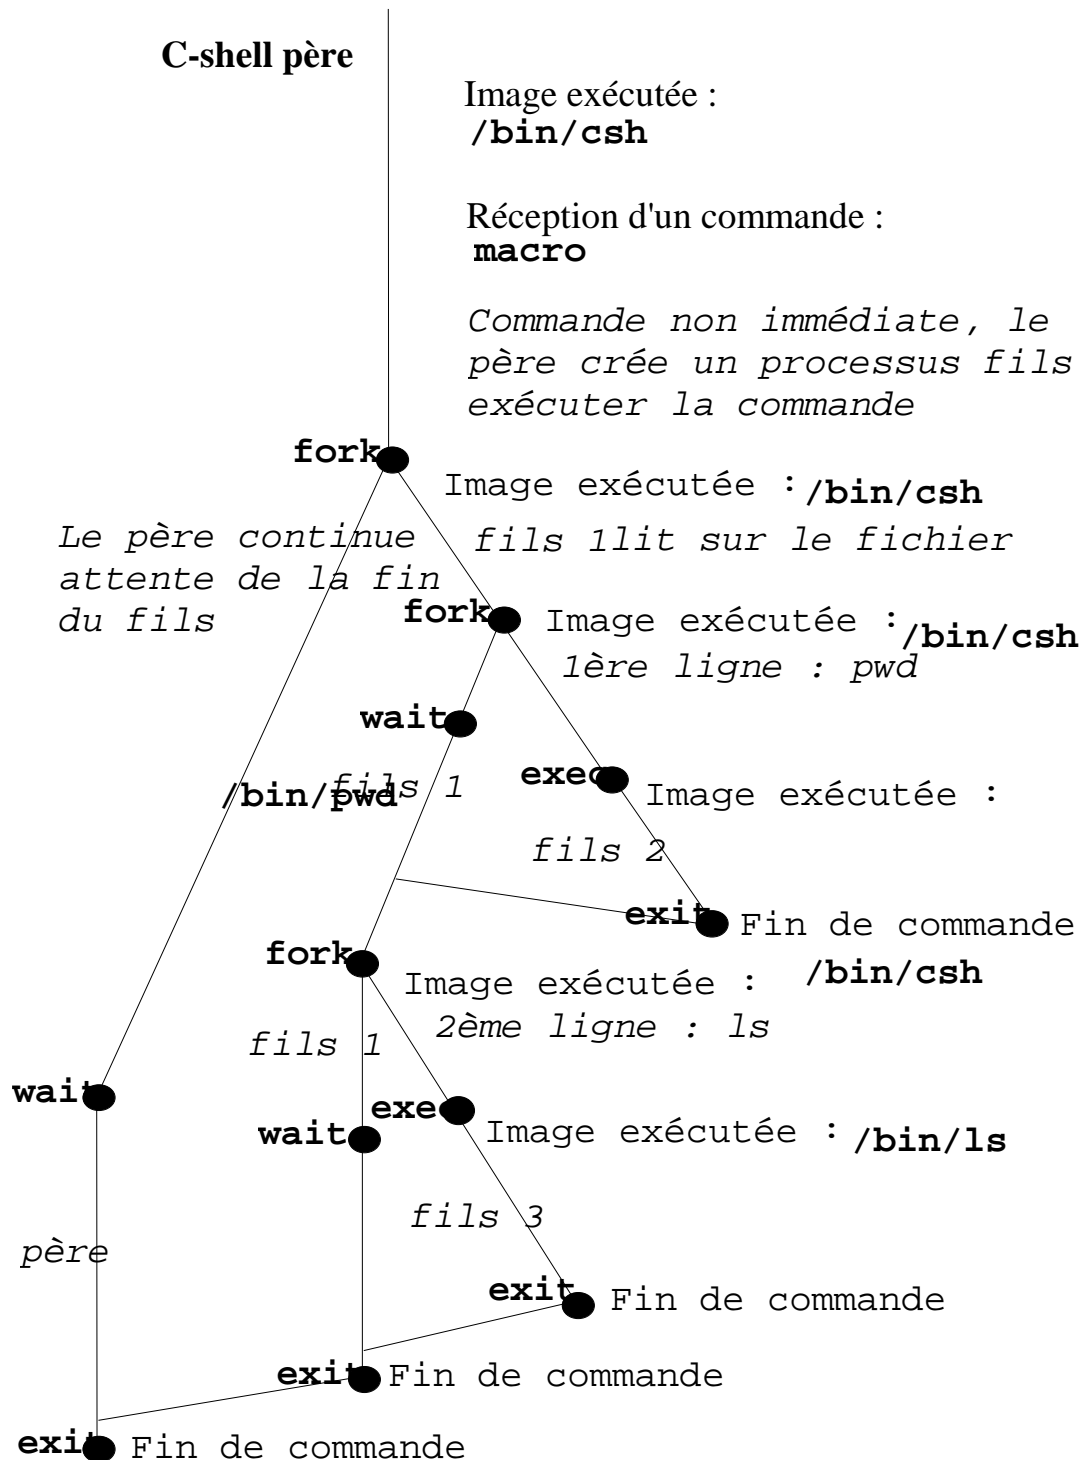 C-shell père
Image exécutée :
/bin/csh
Réception d'un commande :
macro
Commande non immédiate, le
père crée un processus fils
exécuter la commande
fork
Image exécutée : /bin/csh
Le père continue
attente de la fin
du fils
fils 1lit sur le fichier
fork
Image exécutée : /bin/csh
1ère ligne : pwd
wait
fils 1
/bin/pwd
exec
Image exécutée :
fils 2
exit
Fin de commande
fork
Image exécutée : /bin/csh
2ème ligne : ls
fils 1
wait
exec
wait
Image exécutée : /bin/ls
fils 3
père
exit
Fin de commande
exit
Fin de commande
exit
Fin de commande